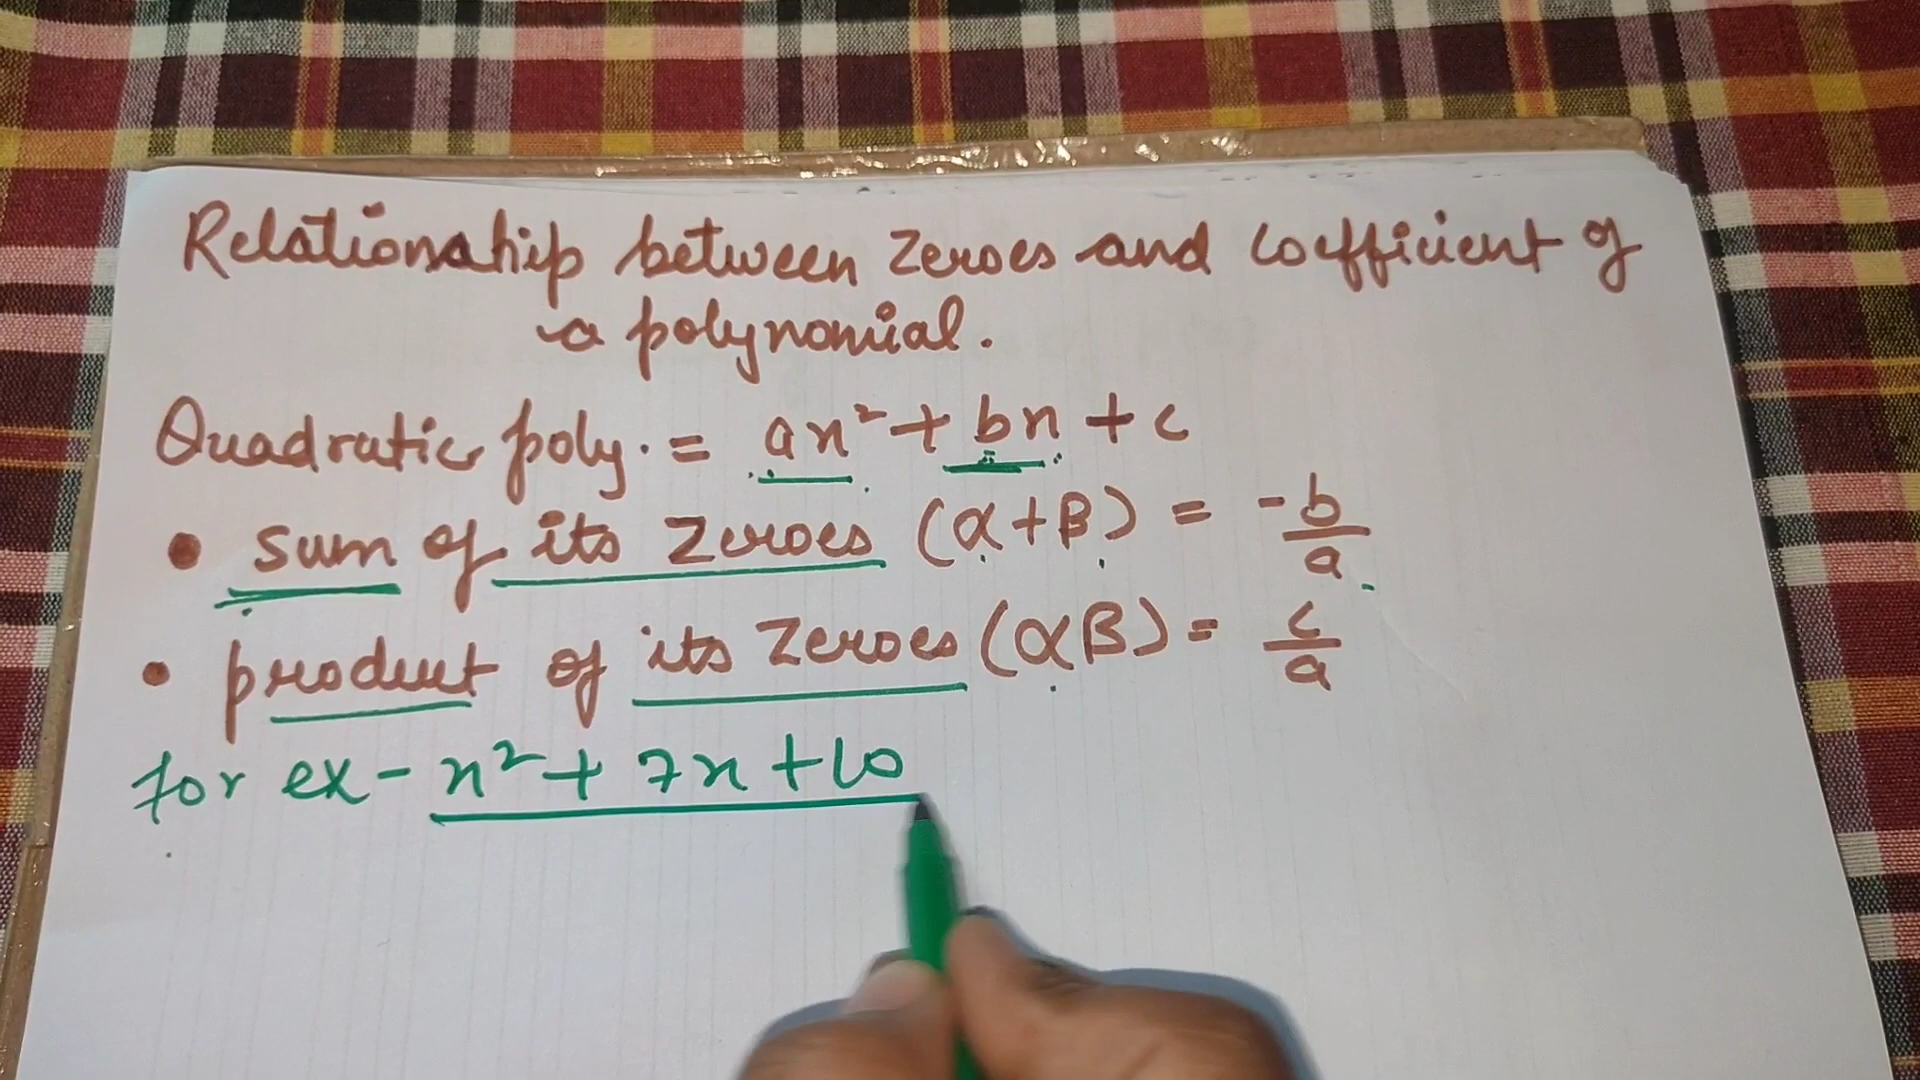 Relationship between zeroes and coefficient of
a polynomial.
Quadratic poly. = ax² + bx + c
• sum of its zeroes (α+β) = -b/a
• product of its zeroes (αβ) = c/a
for ex - x² + 7x + 10